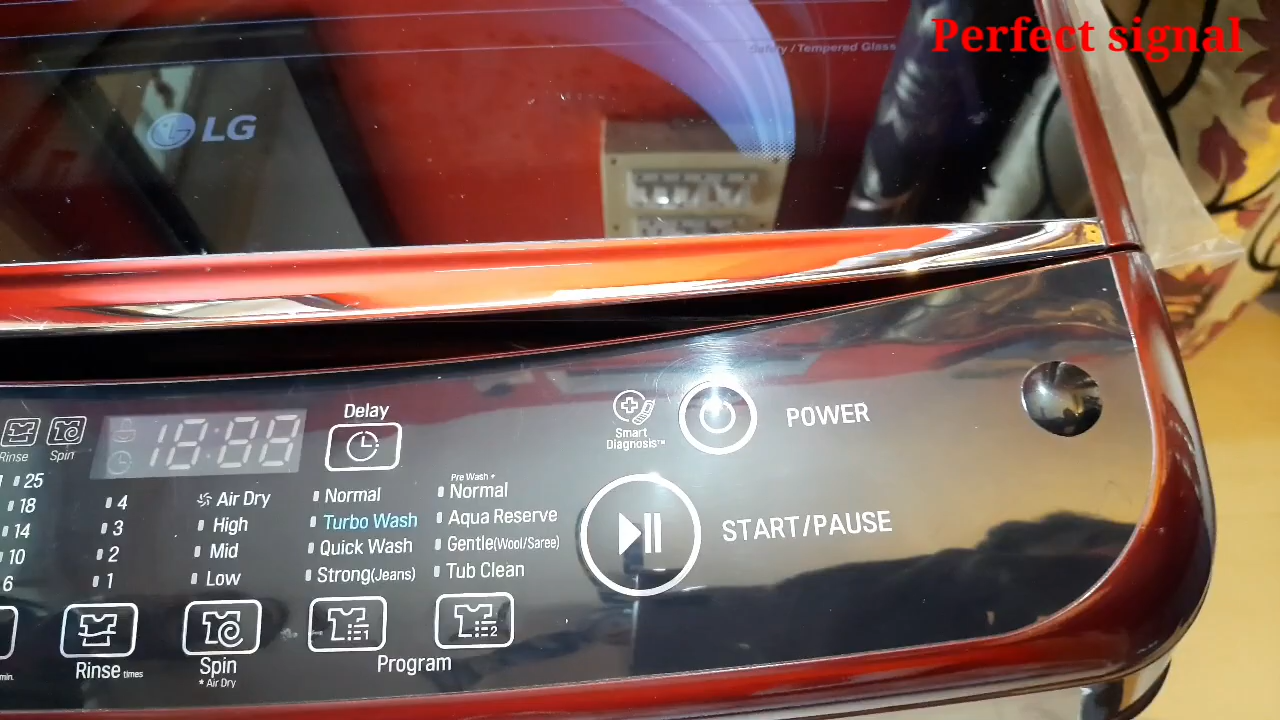 Perfect signal
Safety / Tempered Glass
LG
Delay
Smart
Diagnosis™
POWER
Rinse
Spin
18:88
25
18
14
10
6
4
3
2
1
Air Dry
High
Mid
Low
Normal
Turbo Wash
Quick Wash
Strong(Jeans)
Pre Wash +
Normal
Aqua Reserve
Gentle(Wool/Saree)
Tub Clean
START/PAUSE
1
2
min.
Rinse times
Spin
* Air Dry
Program